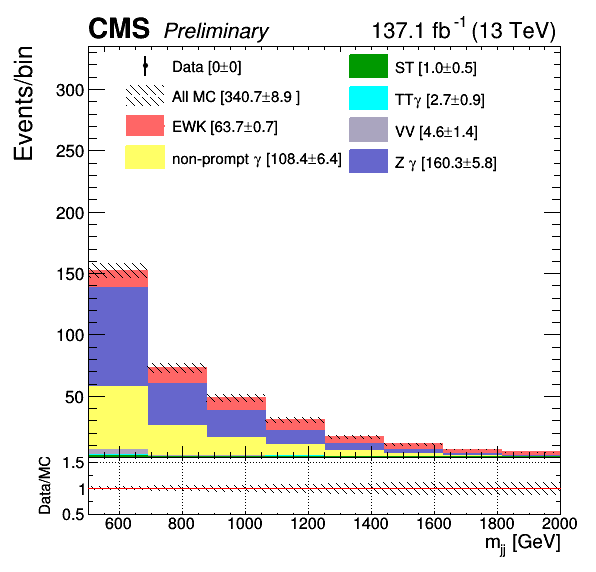 CMS Preliminary 137.1 fb⁻¹ (13 TeV)
Events/bin
Data [0±0]
All MC [340.7±8.9 ]
EWK [63.7±0.7]
non-prompt γ [108.4±6.4]
ST [1.0±0.5]
TTγ [2.7±0.9]
VV [4.6±1.4]
Z γ [160.3±5.8]
300
250
200
150
100
50
Data/MC
1.5
1
0.5
600 800 1000 1200 1400 1600 1800 2000
m_jj [GeV]